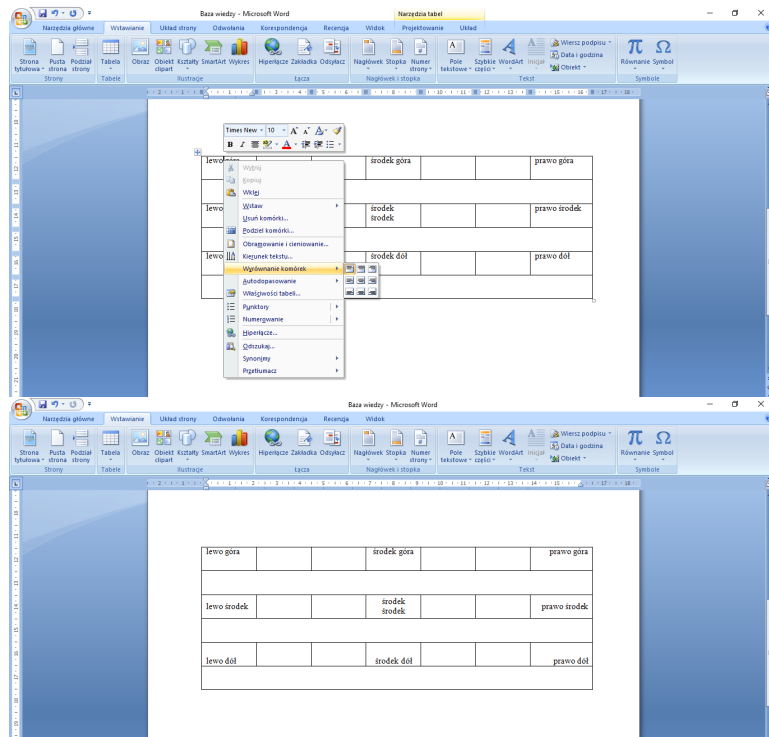 Baza wiedzy - Microsoft Word
Narzędzia tabel
Narzędzia główne Wstawianie Układ strony Odwołania Korespondencja Recenzja Widok Projektowanie Układ
Strona tytułowa Pusta strona Podział strony Tabela Obraz Obiekt clipart Kształty SmartArt Wykres Hiperłącze Zakładka Odsyłacz Nagłówek Stopka Numer strony Pole tekstowe Szybkie części WordArt Inicjał Wiersz podpisu Data i godzina Obiekt Równanie Symbol
Strony Tabele Ilustracje Łącza Nagłówek i stopka Tekst Symbole
Times New 10
lewo góra środek góra prawo góra
lewo środek prawo środek
środek
lewo środek dół prawo dół
Wytnij
Kopiuj
Wklej
Wstaw
Usuń komórki...
Podziel komórki...
Obramowanie i cieniowanie...
Kierunek tekstu...
Wyrównanie komórek
Autodopasowanie
Właściwości tabeli...
Punktory
Numerowanie
Hiperłącze...
Odszukaj...
Synonimy
Przetłumacz
Baza wiedzy - Microsoft Word
Narzędzia główne Wstawianie Układ strony Odwołania Korespondencja Recenzja Widok
Strona tytułowa Pusta strona Podział strony Tabela Obraz Obiekt clipart Kształty SmartArt Wykres Hiperłącze Zakładka Odsyłacz Nagłówek Stopka Numer strony Pole tekstowe Szybkie części WordArt Inicjał Wiersz podpisu Data i godzina Obiekt Równanie Symbol
Strony Tabele Ilustracje Łącza Nagłówek i stopka Tekst Symbole
lewo góra środek góra prawo góra
lewo środek środek prawo środek
środek
lewo dół środek dół prawo dół